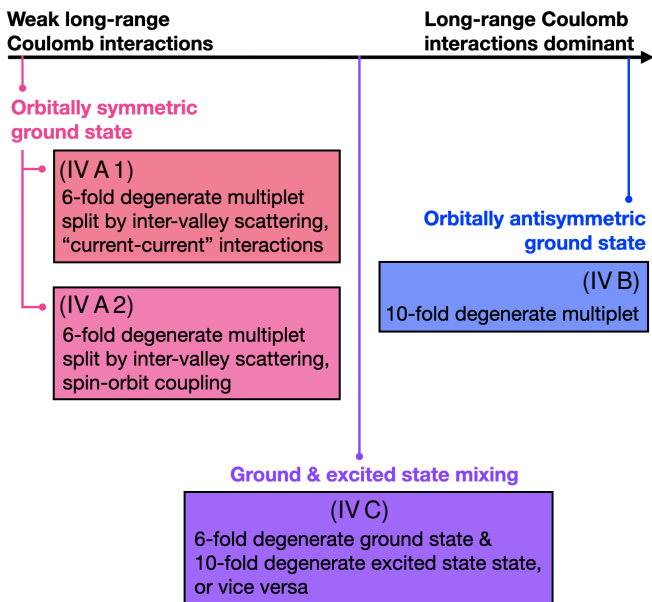 Weak long-range
Coulomb interactions
Long-range Coulomb
interactions dominant
Orbitally symmetric
ground state
(IV A 1)
6-fold degenerate multiplet
split by inter-valley scattering,
“current-current” interactions
(IV A 2)
6-fold degenerate multiplet
split by inter-valley scattering,
spin-orbit coupling
Orbitally antisymmetric
ground state
(IV B)
10-fold degenerate multiplet
Ground & excited state mixing
(IV C)
6-fold degenerate ground state &
10-fold degenerate excited state state,
or vice versa